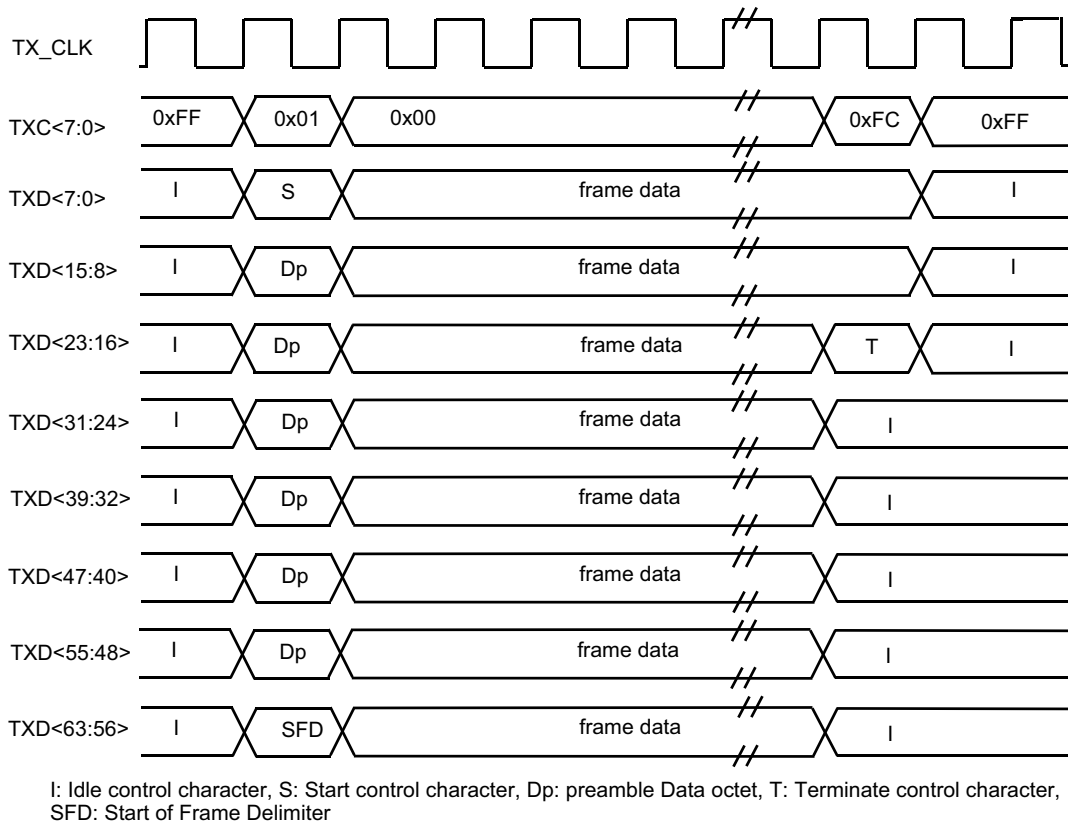 TX_CLK
TXC<7:0> 0xFF 0x01 0x00 0xFC 0xFF
TXD<7:0> I S frame data I
TXD<15:8> I Dp frame data I
TXD<23:16> I Dp frame data T I
TXD<31:24> I Dp frame data I
TXD<39:32> I Dp frame data I
TXD<47:40> I Dp frame data I
TXD<55:48> I Dp frame data I
TXD<63:56> I SFD frame data I
I: Idle control character, S: Start control character, Dp: preamble Data octet, T: Terminate control character,
SFD: Start of Frame Delimiter